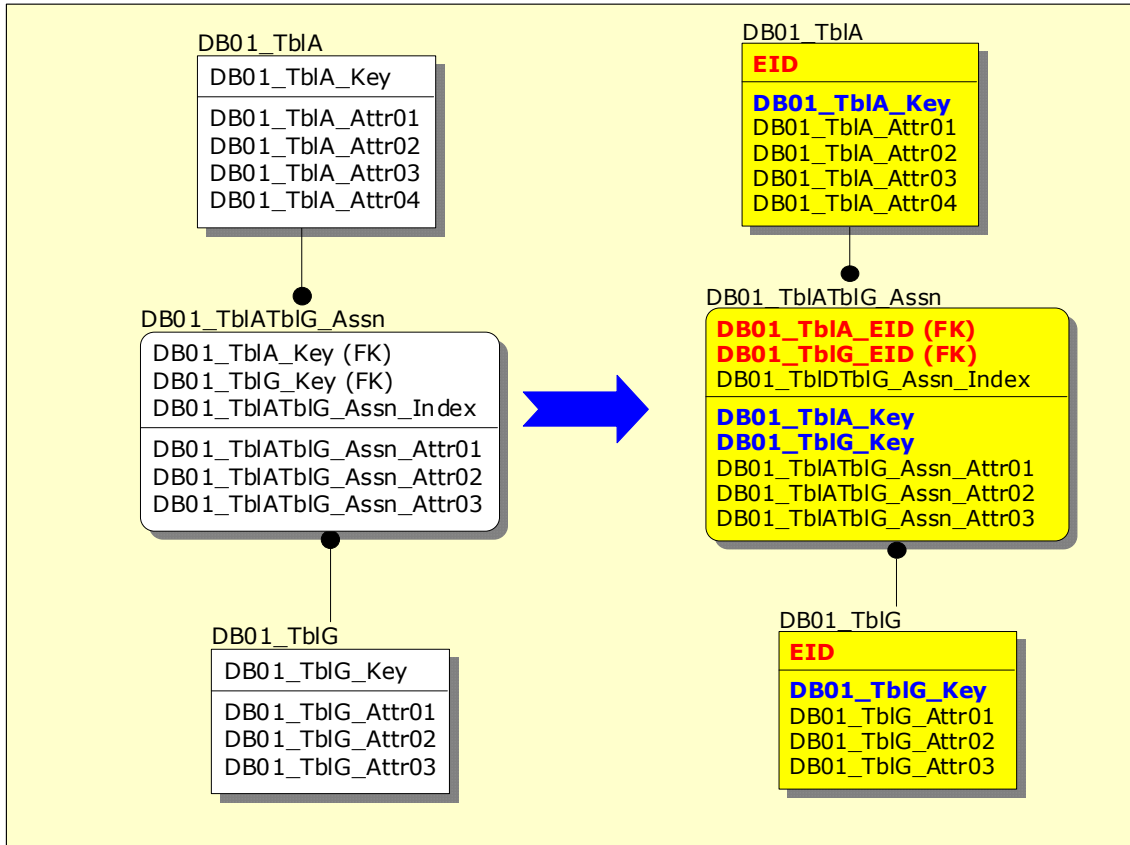 DB01_TblA
DB01_TblA_Key
DB01_TblA_Attr01
DB01_TblA_Attr02
DB01_TblA_Attr03
DB01_TblA_Attr04
DB01_TblATblG_Assn
DB01_TblA_Key (FK)
DB01_TblG_Key (FK)
DB01_TblATblG_Assn_Index
DB01_TblATblG_Assn_Attr01
DB01_TblATblG_Assn_Attr02
DB01_TblATblG_Assn_Attr03
DB01_TblG
DB01_TblG_Key
DB01_TblG_Attr01
DB01_TblG_Attr02
DB01_TblG_Attr03
DB01_TblA
EID
DB01_TblA_Key
DB01_TblA_Attr01
DB01_TblA_Attr02
DB01_TblA_Attr03
DB01_TblA_Attr04
DB01_TblATblG_Assn
DB01_TblA_EID (FK)
DB01_TblG_EID (FK)
DB01_TblDTblG_Assn_Index
DB01_TblA_Key
DB01_TblG_Key
DB01_TblATblG_Assn_Attr01
DB01_TblATblG_Assn_Attr02
DB01_TblATblG_Assn_Attr03
DB01_TblG
EID
DB01_TblG_Key
DB01_TblG_Attr01
DB01_TblG_Attr02
DB01_TblG_Attr03